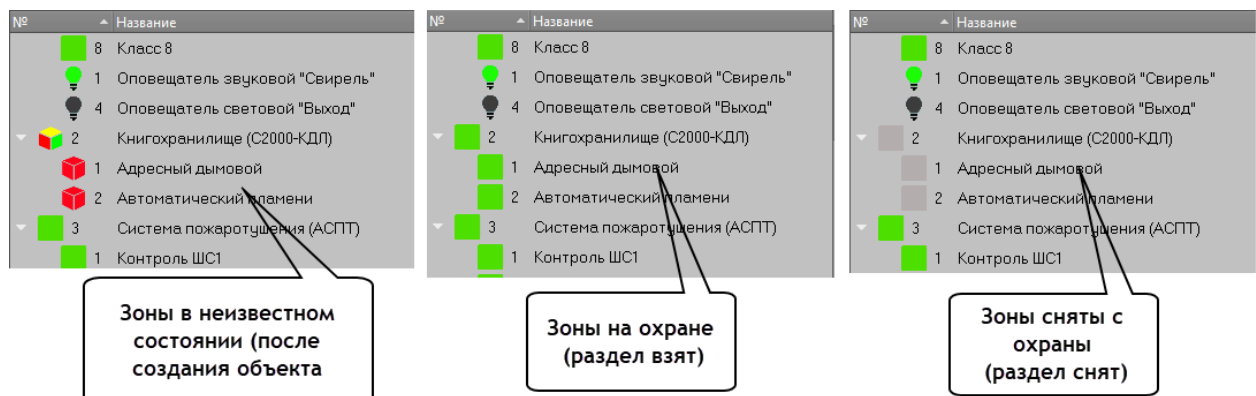 № Название
8 Класс 8
1 Оповещатель звуковой "Свирель"
4 Оповещатель световой "Выход"
2 Книгохранилище (С2000-КДЛ)
1 Адресный дымовой
2 Автоматический пламени
3 Система пожаротушения (АСПТ)
1 Контроль ШС1
Зоны в неизвестном
состоянии (после
создания объекта
№ Название
8 Класс 8
1 Оповещатель звуковой "Свирель"
4 Оповещатель световой "Выход"
2 Книгохранилище (С2000-КДЛ)
1 Адресный дымовой
2 Автоматический пламени
3 Система пожаротушения (АСПТ)
1 Контроль ШС1
Зоны на охране
(раздел взят)
№ Название
8 Класс 8
1 Оповещатель звуковой "Свирель"
4 Оповещатель световой "Выход"
2 Книгохранилище (С2000-КДЛ)
1 Адресный дымовой
2 Автоматический пламени
3 Система пожаротушения (АСПТ)
1 Контроль ШС1
Зоны сняты с
охраны
(раздел снят)